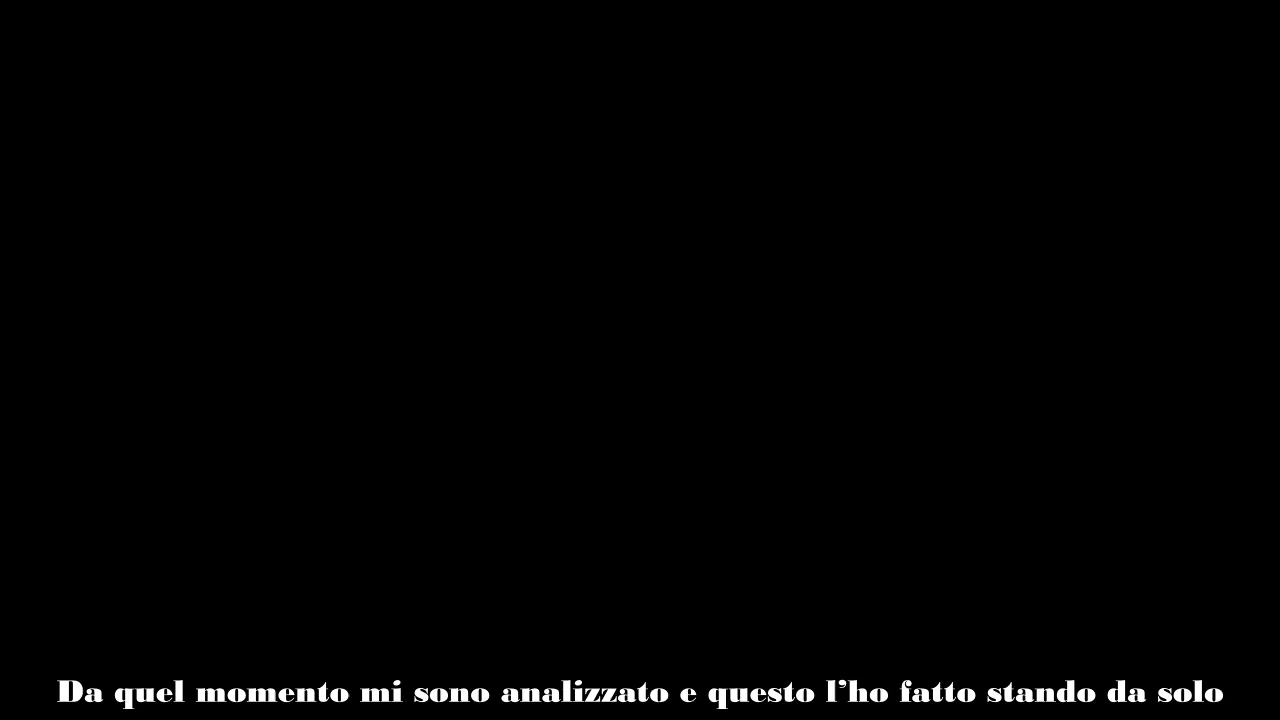 Da quel momento mi sono analizzato e questo l’ho fatto stando da solo